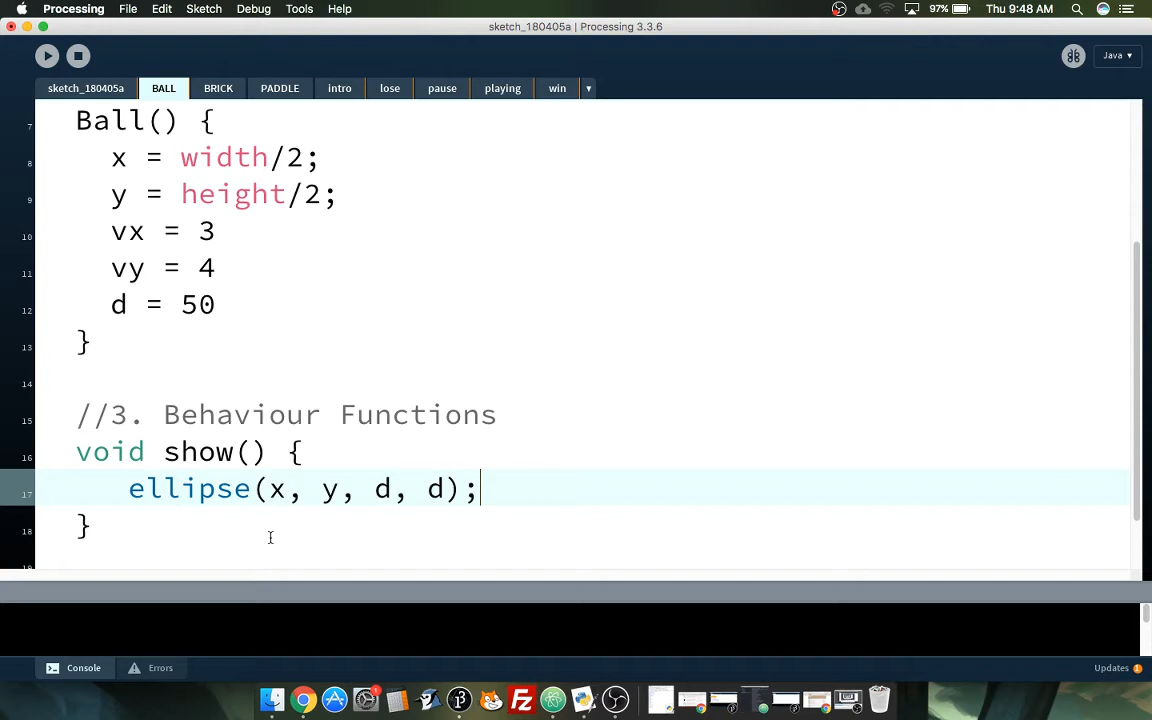 Processing File Edit Sketch Debug Tools Help 97% Thu 9:48 AM
sketch_180405a | Processing 3.3.6
Java ▾
sketch_180405a BALL BRICK PADDLE intro lose pause playing win ▾
7 Ball() {
8 x = width/2;
9 y = height/2;
10 vx = 3
11 vy = 4
12 d = 50
13 }
14
15 //3. Behaviour Functions
16 void show() {
17 ellipse(x, y, d, d);
18 }
Console Errors Updates 1